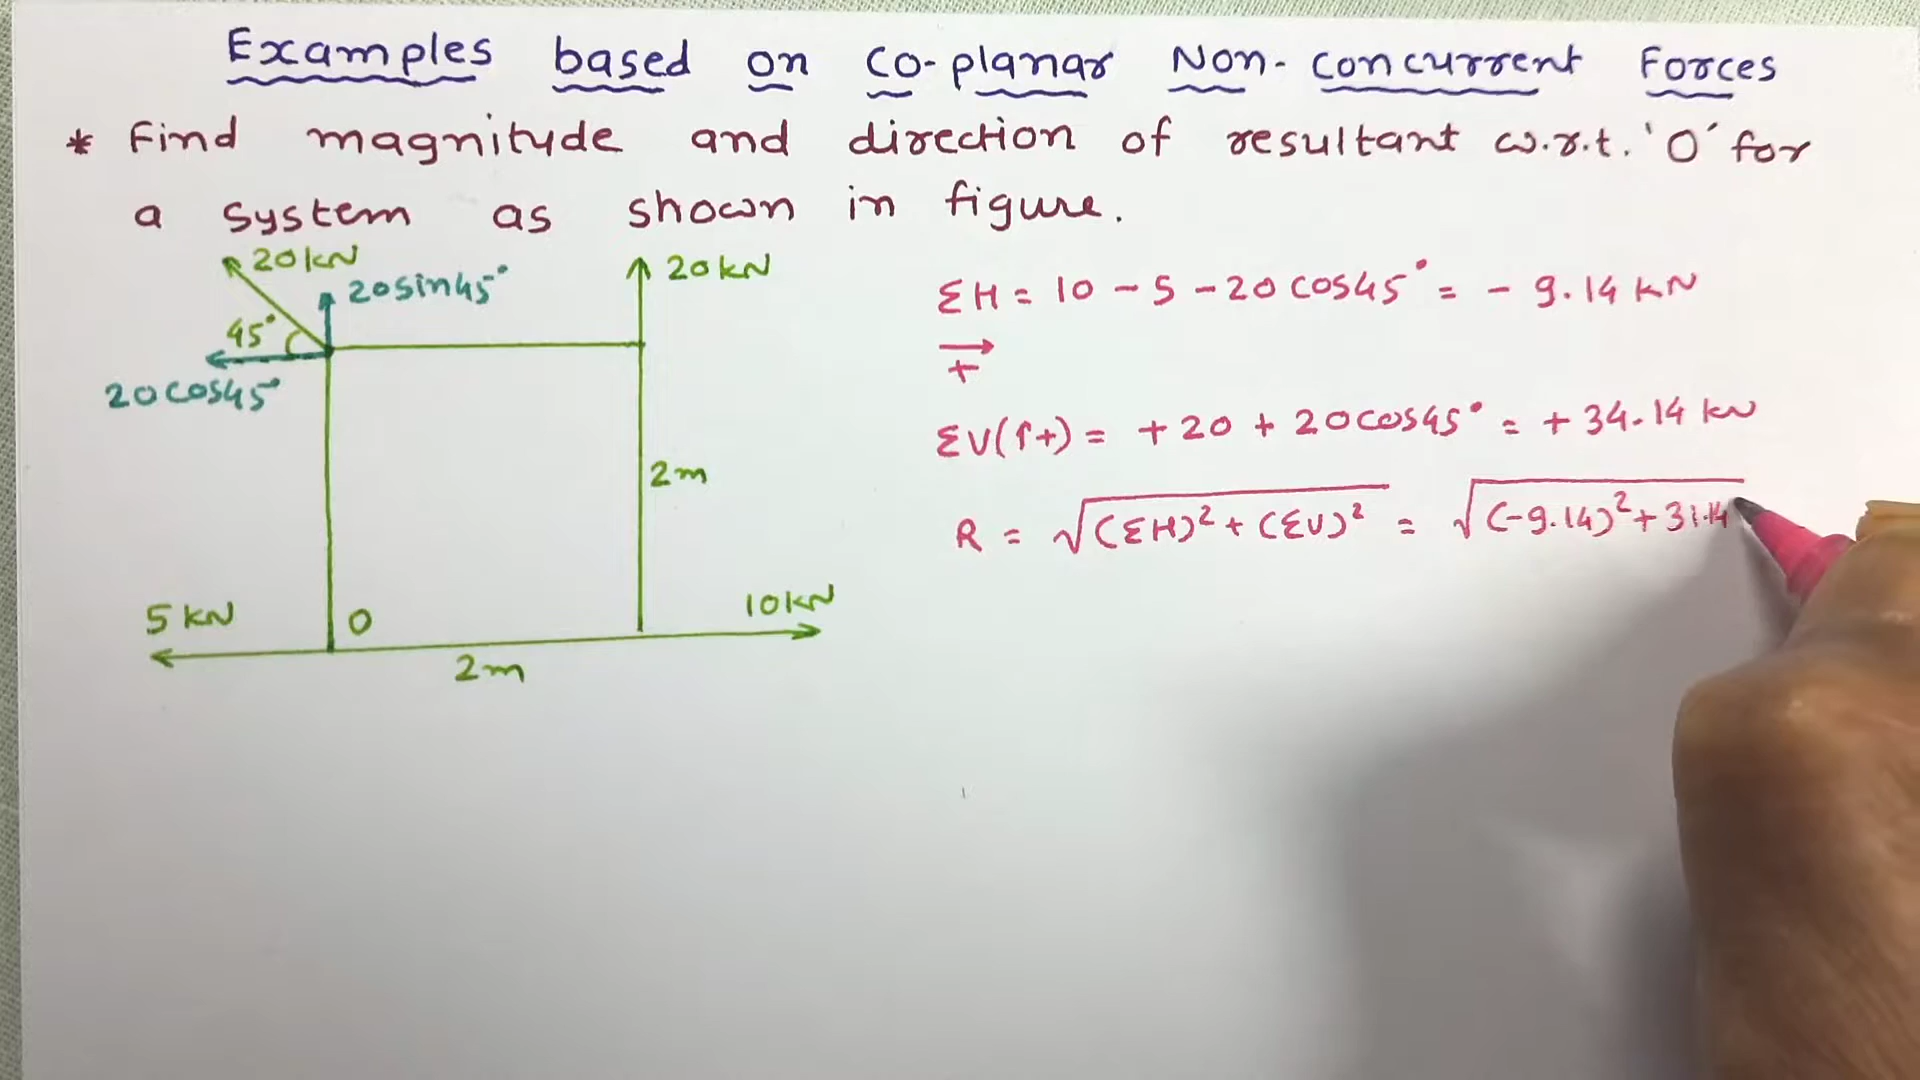 Examples based on co-planar Non-concurrent Forces
* Find magnitude and direction of resultant w.r.t. 'O' for
a system as shown in figure.
20kN
20sin45°
20kN
45°
20cos45°
2m
5kN
O
10kN
2m
ΣH = 10 - 5 - 20cos45° = - 9.14 kN
+
ΣV(↑+) = +20 + 20cos45° = + 34.14 kN
R = √(ΣH)² + (ΣV)² = √(-9.14)² + 31.14